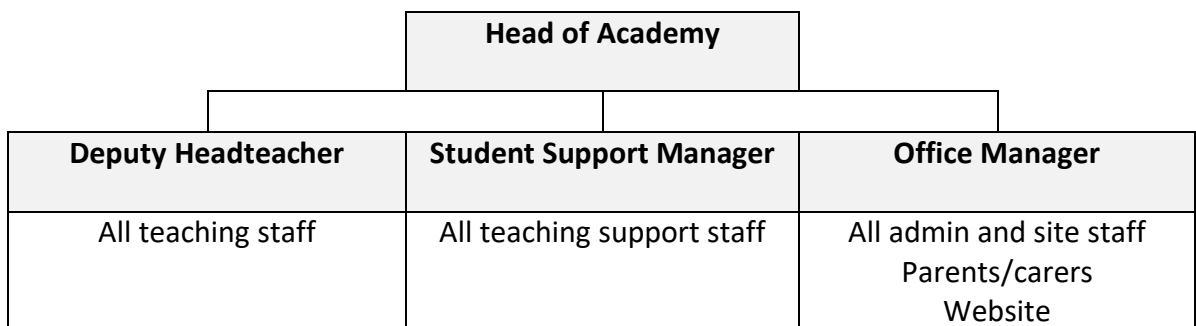 Head of Academy
Deputy Headteacher
Student Support Manager
Office Manager
All teaching staff
All teaching support staff
All admin and site staff
Parents/carers
Website